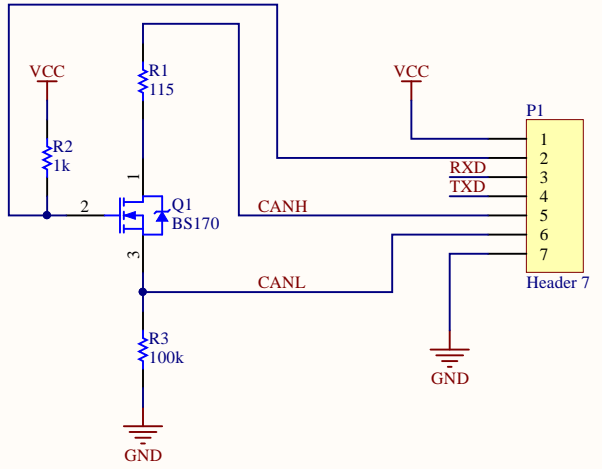 VCC
R1
115
VCC
P1
R2
1k
1
2
3
4
5
6
7
RXD
TXD
1
2
Q1
BS170
3
CANH
CANL
Header 7
R3
100k
GND
GND